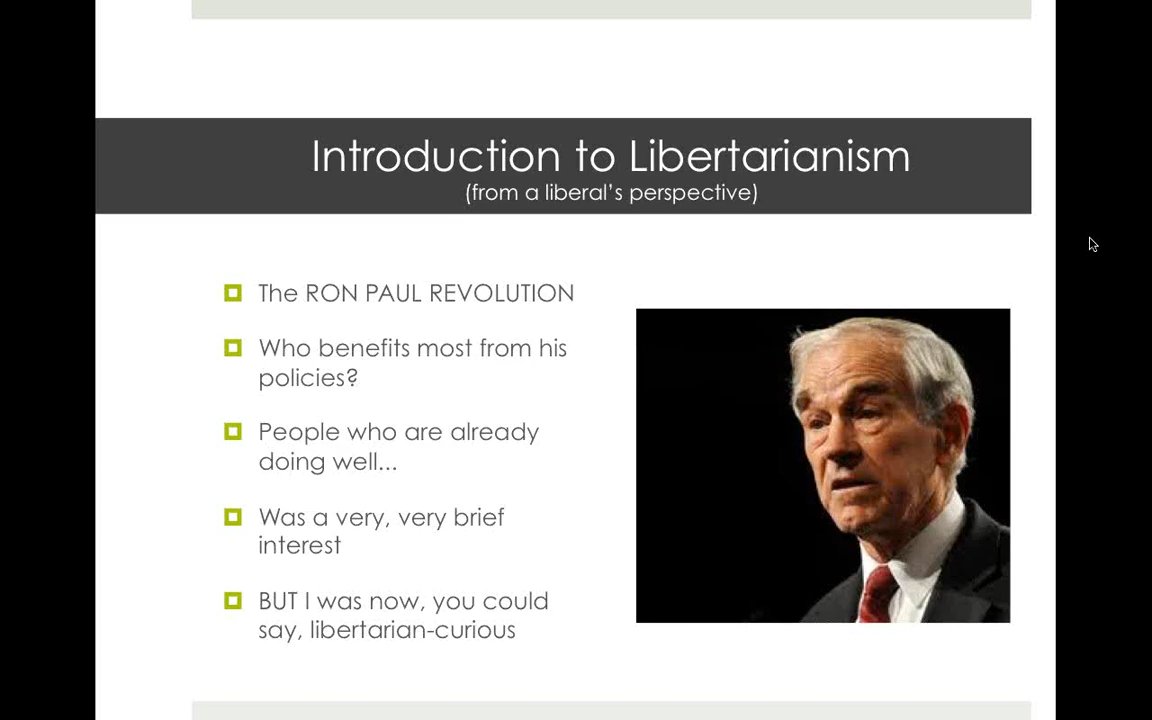 Introduction to Libertarianism
(from a liberal's perspective)
The RON PAUL REVOLUTION
Who benefits most from his
policies?
People who are already
doing well...
Was a very, very brief
interest
BUT I was now, you could
say, libertarian-curious